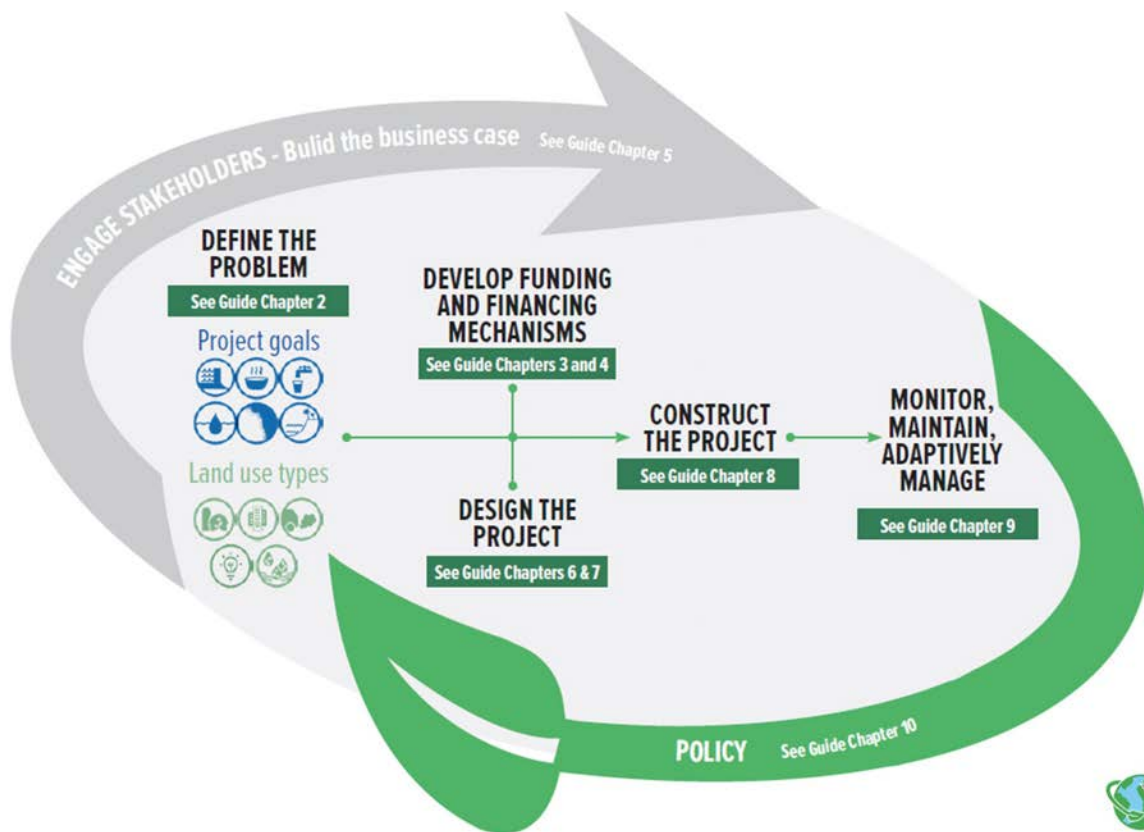 ENGAGE STAKEHOLDERS - Bulid the business case See Guide Chapter 5
DEFINE THE
PROBLEM
See Guide Chapter 2
Project goals
Land use types
DEVELOP FUNDING
AND FINANCING
MECHANISMS
See Guide Chapters 3 and 4
DESIGN THE
PROJECT
See Guide Chapters 6 & 7
CONSTRUCT
THE PROJECT
See Guide Chapter 8
MONITOR,
MAINTAIN,
ADAPTIVELY
MANAGE
See Guide Chapter 9
POLICY See Guide Chapter 10